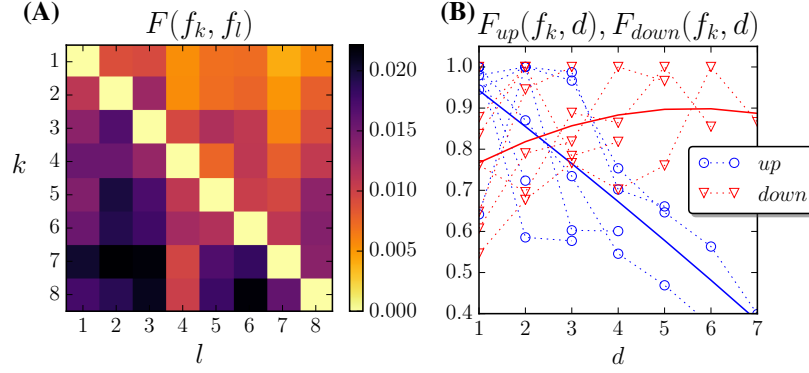 (A)
F(f_k, f_l)
1
2
3
4
5
6
7
8
k
1 2 3 4 5 6 7 8
l
0.020
0.015
0.010
0.005
0.000
(B)
F_up(f_k, d), F_down(f_k, d)
1.0
0.9
0.8
0.7
0.6
0.5
0.4
1 2 3 4 5 6 7
d
up
down